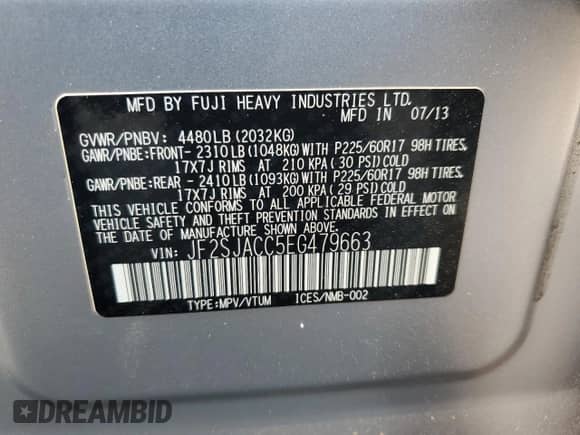 MFD BY FUJI HEAVY INDUSTRIES LTD.
MFD IN 07/13
GVWR/PNBV: 4480LB(2032KG)
GAWR/PNBE:FRONT- 2310LB(1048KG)WITH P225/60R17 98H TIRES,
17X7J RIMS AT 210 KPA(30 PSI)COLD
GAWR/PNBE:REAR - 2410LB(1093KG)WITH P225/60R17 98H TIRES,
17X7J RIMS AT 200 KPA(29 PSI)COLD
THIS VEHICLE CONFORMS TO ALL APPLICABLE FEDERAL MOTOR
VEHICLE SAFETY AND THEFT PREVENTION STANDARDS IN EFFECT
ON THE DATE OF MANUFACTURE SHOWN ABOVE.
VIN: JF2SJACC5EG479663
TYPE:MPV/VTUM ICES/NMB-002
DREAMBID